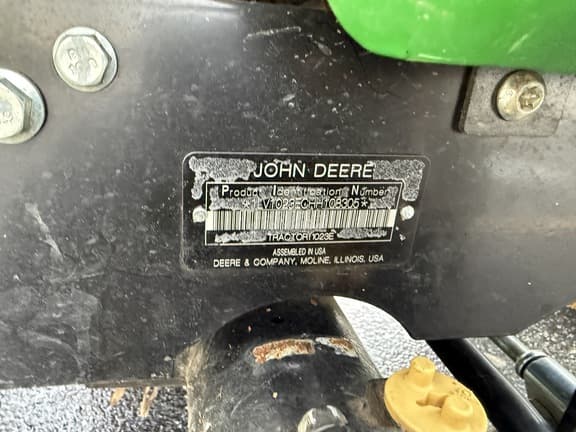 JOHN DEERE
Product Identification Number
*1LV1023ECHH108305*
TRACTOR 1023E
ASSEMBLED IN USA
DEERE & COMPANY, MOLINE, ILLINOIS, USA